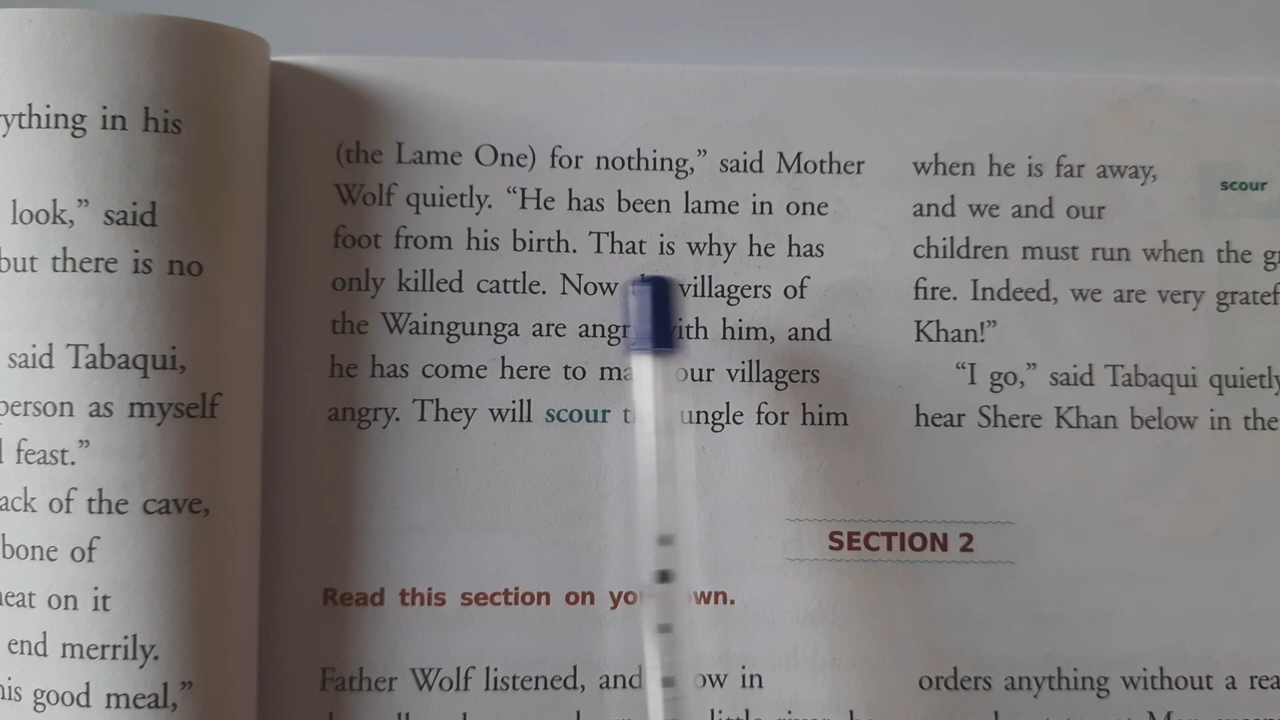 ything in his
look,” said
but there is no
said Tabaqui,
person as myself
feast.”
ack of the cave,
bone of
eat on it
end merrily.
his good meal,”
(the Lame One) for nothing,” said Mother
Wolf quietly. “He has been lame in one
foot from his birth. That is why he has
only killed cattle. Now villagers of
the Waingunga are angr with him, and
he has come here to ma our villagers
angry. They will scour ungle for him
when he is far away,
and we and our
children must run when the
fire. Indeed, we are very gratef
Khan!”
“I go,” said Tabaqui quietly
hear Shere Khan below in the
scour
SECTION 2
Read this section on yo wn.
Father Wolf listened, and ow in
orders anything without a rea